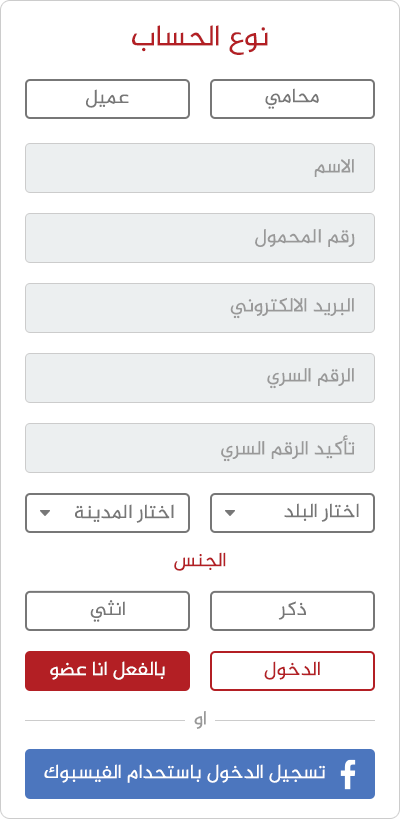 نوع الحساب
محامي
عميل
الاسم
رقم المحمول
البريد الالكتروني
الرقم السري
تأكيد الرقم السري
اختار البلد
اختار المدينة
الجنس
ذكر
انثي
الدخول
بالفعل انا عضو
او
تسجيل الدخول باستحدام الفيسبوك